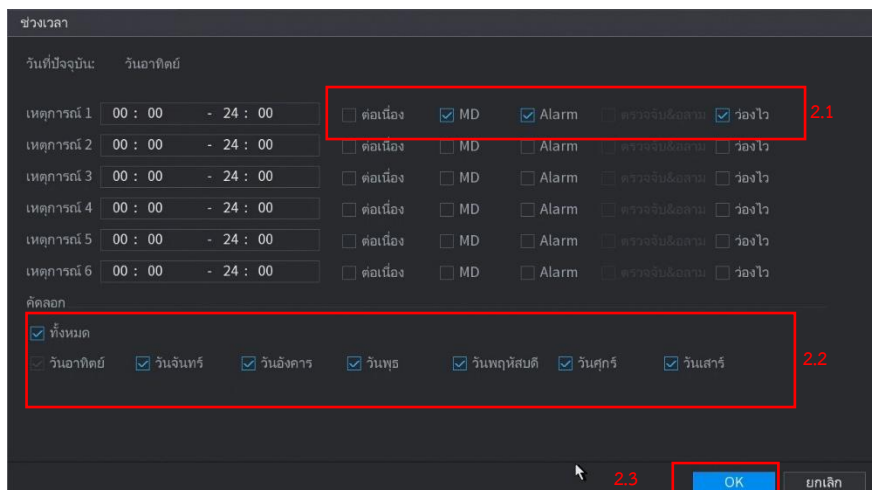 ช่วงเวลา
วันที่ปัจจุบัน: วันอาทิตย์
เหตุการณ์ 1 00 : 00 - 24 : 00 ต่อเนื่อง MD Alarm ตรวจจับ&อลาม ว่องไว 2.1
เหตุการณ์ 2 00 : 00 - 24 : 00 ต่อเนื่อง MD Alarm ตรวจจับ&อลาม ว่องไว
เหตุการณ์ 3 00 : 00 - 24 : 00 ต่อเนื่อง MD Alarm ตรวจจับ&อลาม ว่องไว
เหตุการณ์ 4 00 : 00 - 24 : 00 ต่อเนื่อง MD Alarm ตรวจจับ&อลาม ว่องไว
เหตุการณ์ 5 00 : 00 - 24 : 00 ต่อเนื่อง MD Alarm ตรวจจับ&อลาม ว่องไว
เหตุการณ์ 6 00 : 00 - 24 : 00 ต่อเนื่อง MD Alarm ตรวจจับ&อลาม ว่องไว
คัดลอก
ทั้งหมด
วันอาทิตย์ วันจันทร์ วันอังคาร วันพุธ วันพฤหัสบดี วันศุกร์ วันเสาร์ 2.2
2.3 OK ยกเลิก